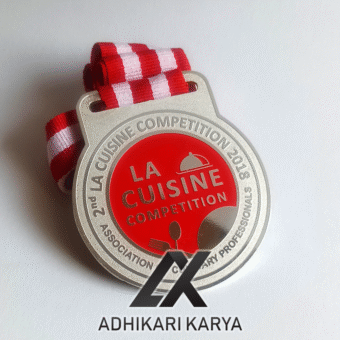 2nd LA CUISINE COMPETITION 2018
LA
CUISINE
COMPETITION
ASSOCIATION
PROFESSIONALS
ADHIKARI KARYA